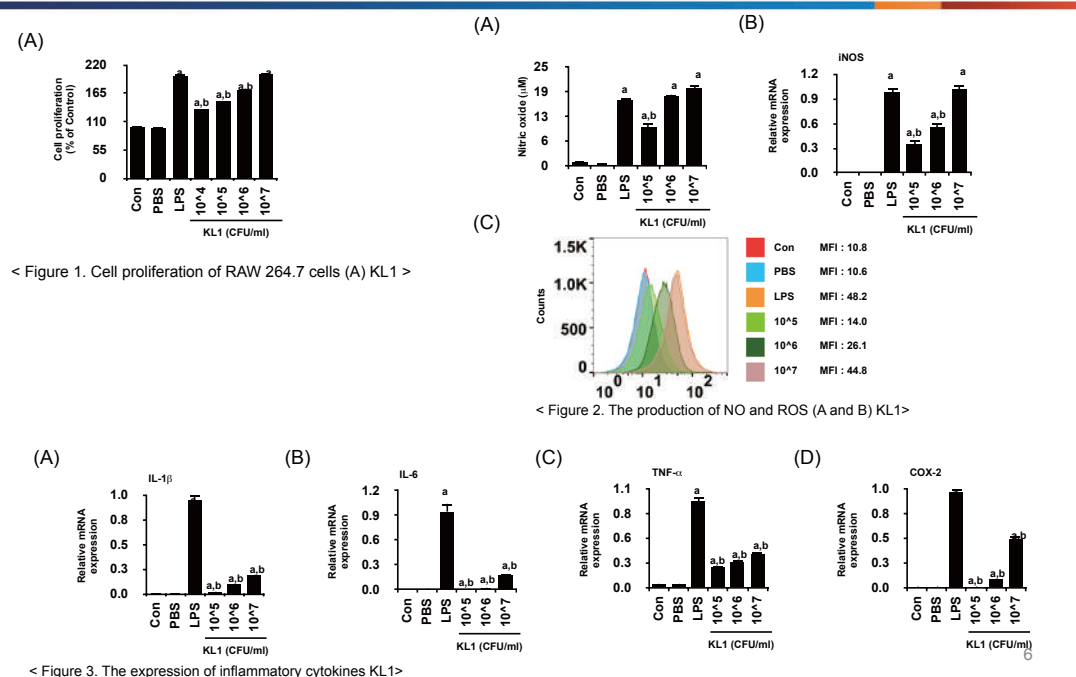 (A)
Cell proliferation
(% of Control)
220
165
110
55
0
a
a,b
a,b
a,b
a
Con
PBS
LPS
10^4
10^5
10^6
10^7
KL1 (CFU/ml)
< Figure 1. Cell proliferation of RAW 264.7 cells (A) KL1 >
(A)
Nitric oxide (μM)
25
19
13
6
0
a
a,b
a
a
Con
PBS
LPS
10^5
10^6
10^7
KL1 (CFU/ml)
(B)
iNOS
Relative mRNA
expression
1.2
0.9
0.6
0.3
0.0
a
a,b
a,b
a
Con
PBS
LPS
10^5
10^6
10^7
KL1 (CFU/ml)
(C)
Counts
1.5K
1.0K
500
0
10^0 10^1 10^2
Con MFI : 10.8
PBS MFI : 10.6
LPS MFI : 48.2
10^5 MFI : 14.0
10^6 MFI : 26.1
10^7 MFI : 44.8
< Figure 2. The production of NO and ROS (A and B) KL1>
(A)
IL-1β
Relative mRNA
expression
1.0
0.8
0.5
0.3
0.0
a,b
a,b
a,b
Con
PBS
LPS
10^5
10^6
10^7
KL1 (CFU/ml)
(B)
IL-6
Relative mRNA
expression
1.2
0.9
0.6
0.3
0.0
a
a,b
a,b
a,b
Con
PBS
LPS
10^5
10^6
10^7
KL1 (CFU/ml)
(C)
TNF-α
Relative mRNA
expression
1.1
0.8
0.6
0.3
0.0
a
a,b
a,b
a,b
Con
PBS
LPS
10^5
10^6
10^7
KL1 (CFU/ml)
(D)
COX-2
Relative mRNA
expression
1.0
0.8
0.5
0.3
0.0
a,b
a,b
a,b
Con
PBS
LPS
10^5
10^6
10^7
KL1 (CFU/ml)
< Figure 3. The expression of inflammatory cytokines KL1>
6